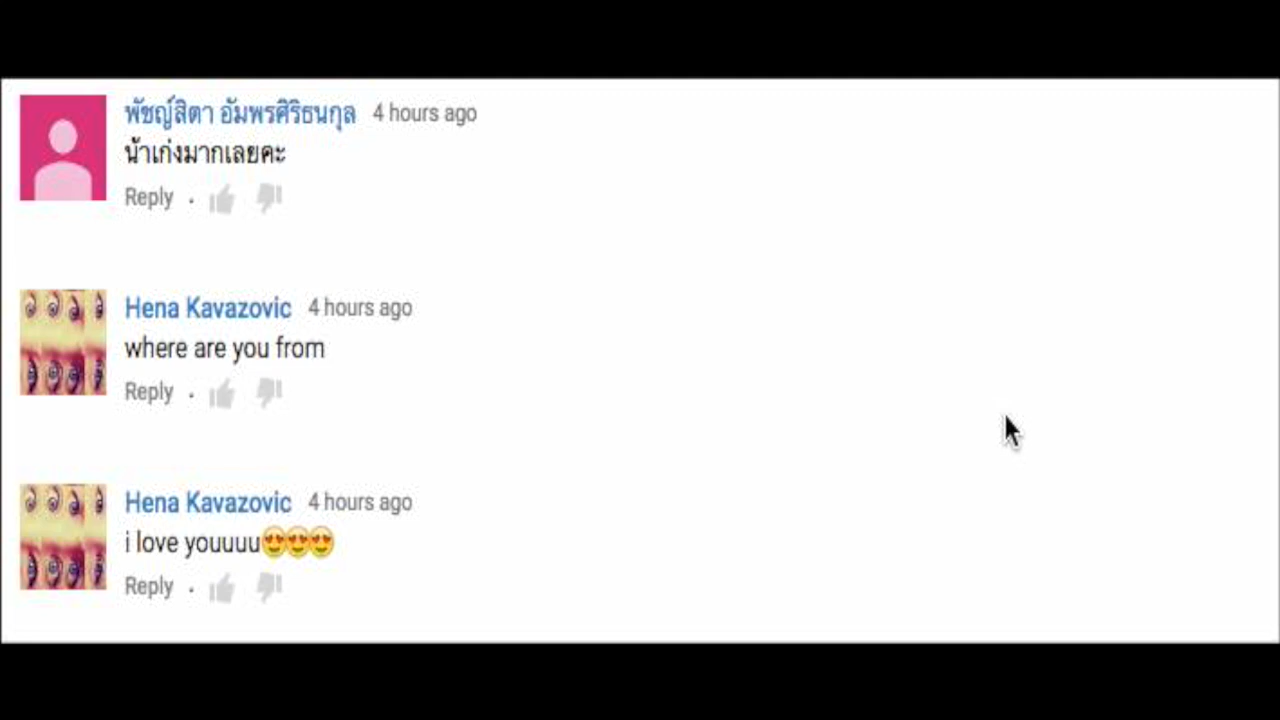 พัชญ์สิตา อัมพรศิริธนกุล 4 hours ago
น้าเก่งมากเลยคะ
Reply .
Hena Kavazovic 4 hours ago
where are you from
Reply .
Hena Kavazovic 4 hours ago
i love youuuu😍😍😍
Reply .